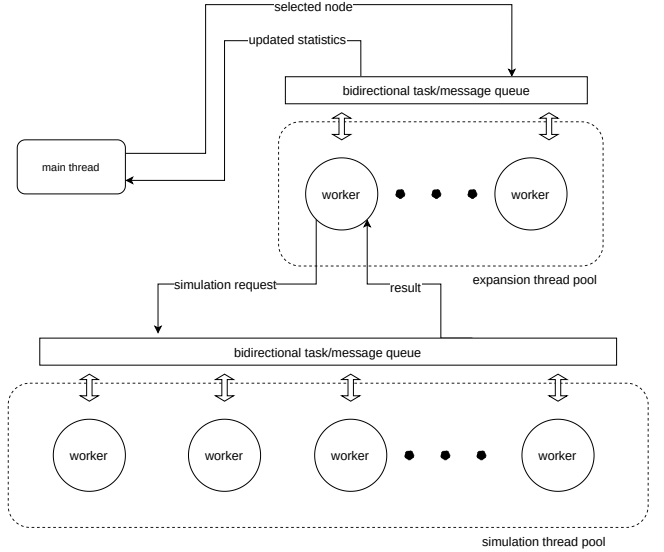 selected node
updated statistics
bidirectional task/message queue
main thread
worker
worker
expansion thread pool
simulation request
result
bidirectional task/message queue
worker
worker
worker
worker
simulation thread pool